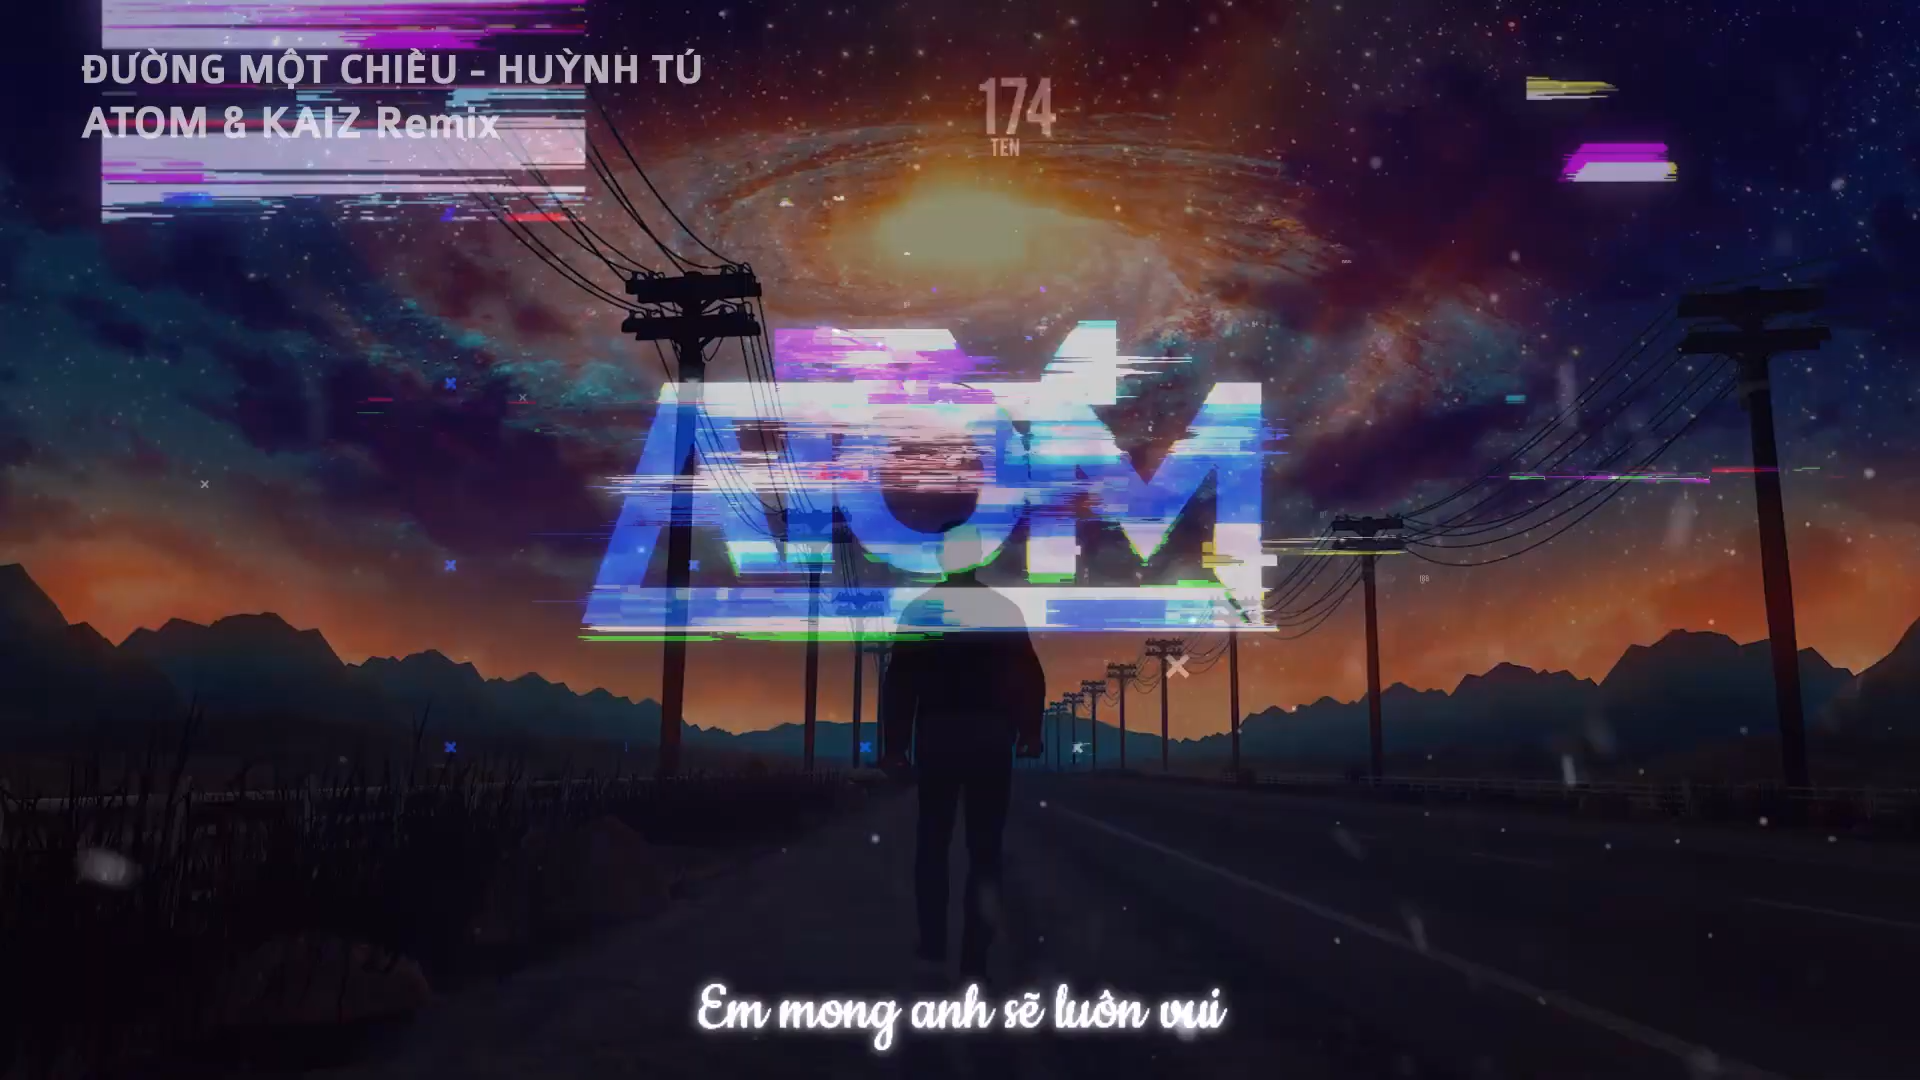 ĐƯỜNG MỘT CHIỀU - HUỲNH TÚ
ATOM & KAIZ Remix
174
TEN
ATOM
Em mong anh sẽ luôn vui